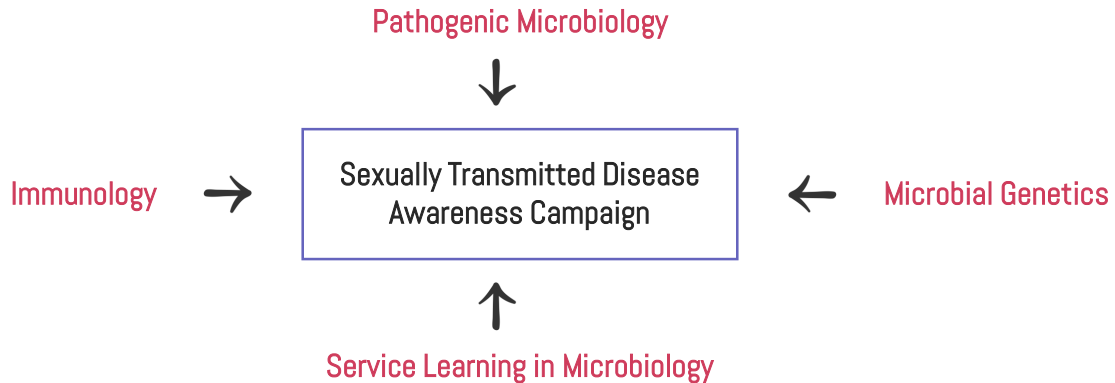 Pathogenic Microbiology
Immunology
Sexually Transmitted Disease
Awareness Campaign
Microbial Genetics
Service Learning in Microbiology